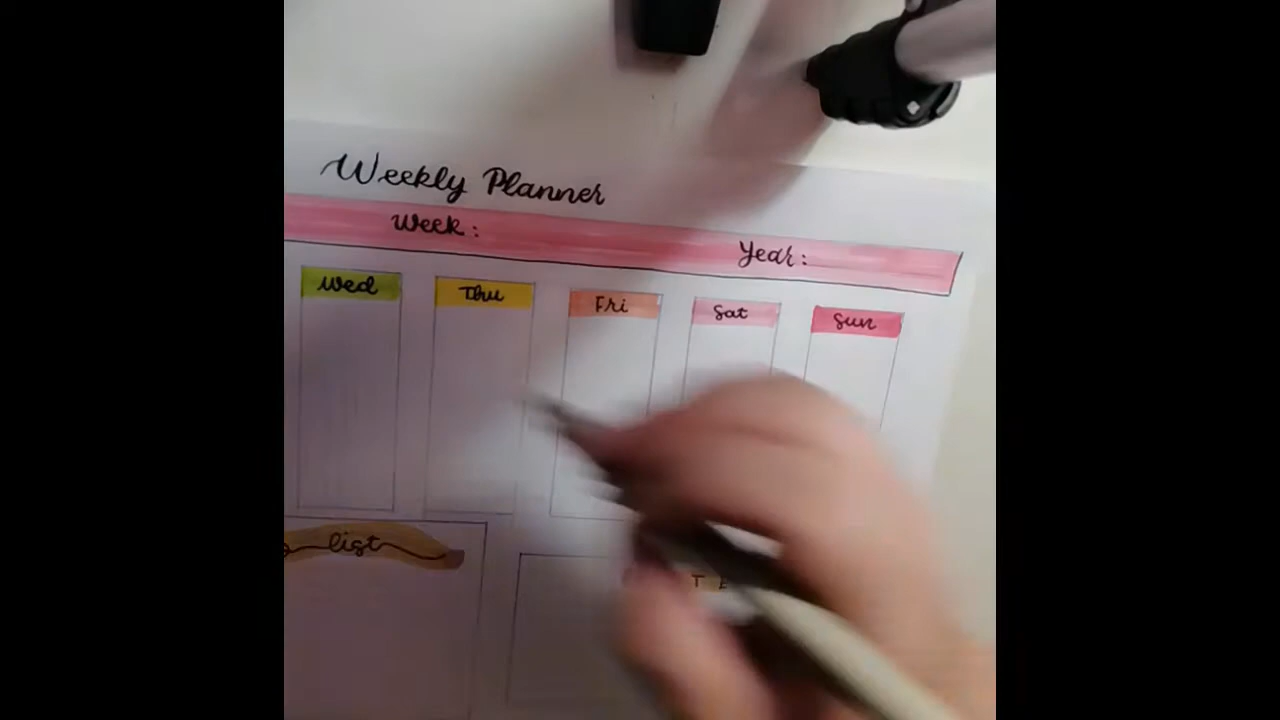 Weekly Planner
Week: Year:
Wed Thu Fri Sat Sun
list
T E